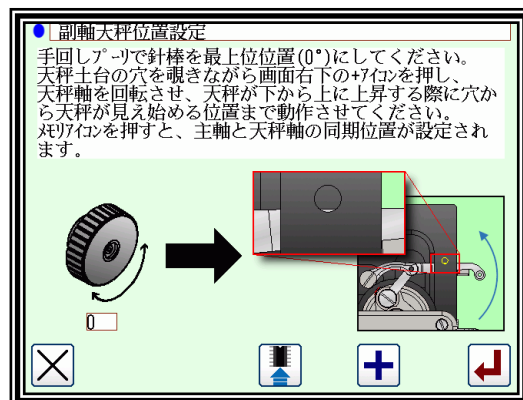 副軸天秤位置設定
手回しプーリで針棒を最上位位置(0°)にしてください。
天秤土台の穴を覗きながら画面右下の+アイコンを押し、
天秤軸を回転させ、天秤が下から上に上昇する際に穴か
ら天秤が見え始める位置まで動作させてください。
メモリアイコンを押すと、主軸と天秤軸の同期位置が設定され
ます。
0